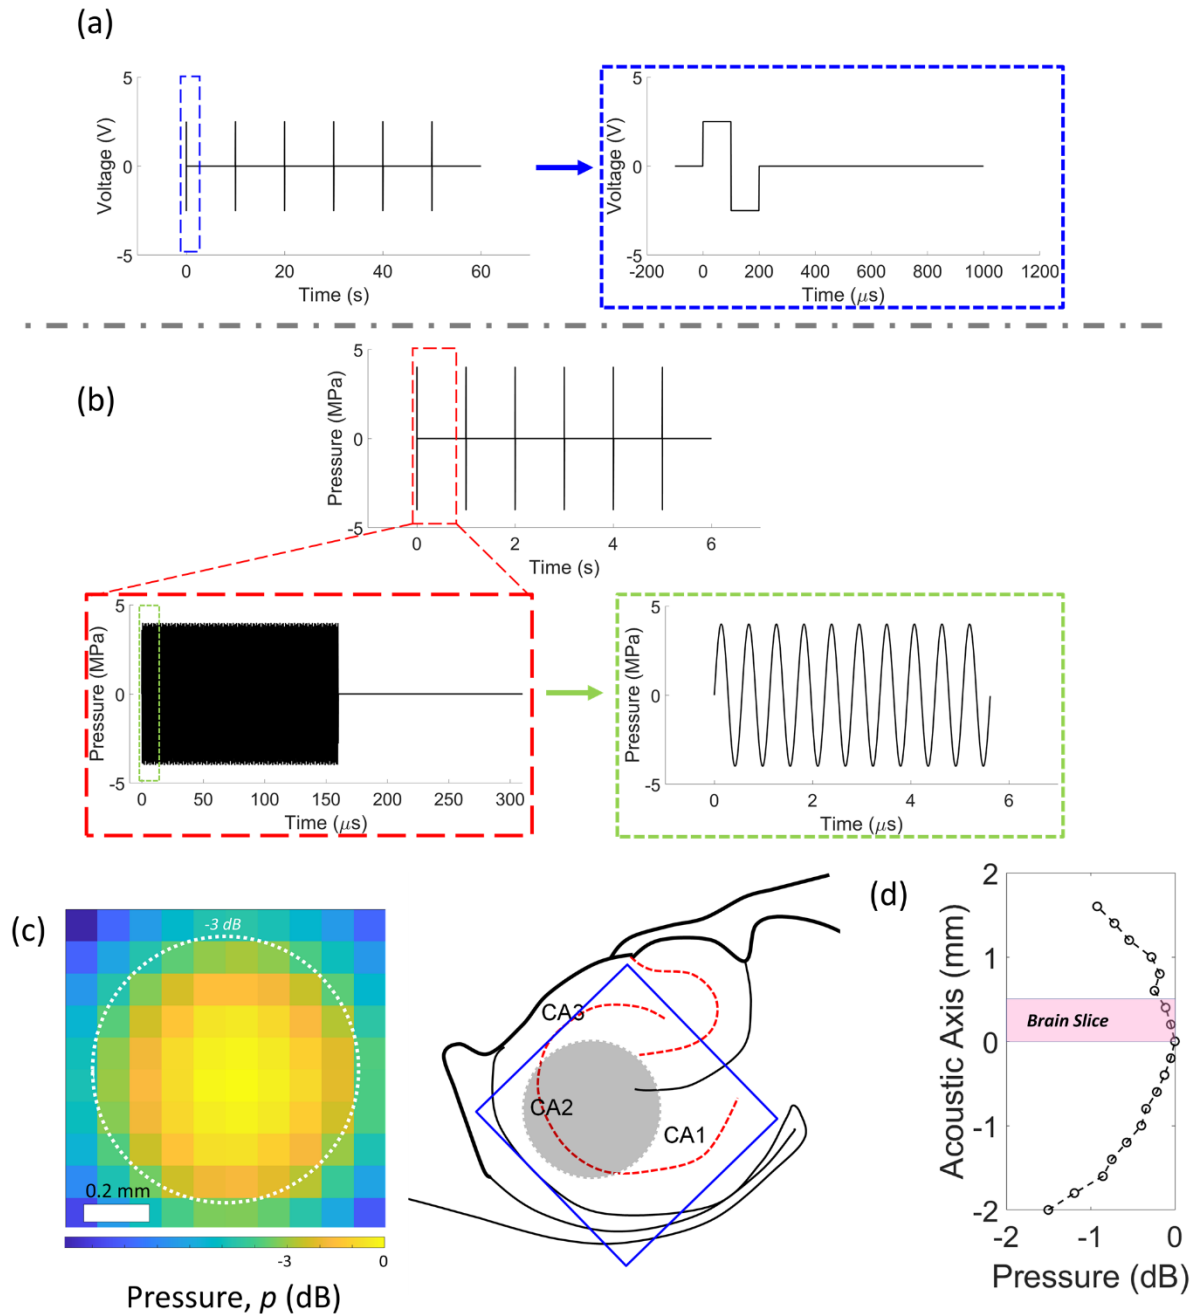 (a)
5
0
-5
Voltage (V)
0 20 40 60
Time (s)
5
0
-5
Voltage (V)
-200 0 200 400 600 800 1000 1200
Time (μs)
(b)
5
0
-5
Pressure (MPa)
0 2 4 6
Time (s)
5
0
-5
Pressure (MPa)
0 50 100 150 200 250 300
Time (μs)
5
0
-5
Pressure (MPa)
0 2 4 6
Time (μs)
(c)
-3 dB
0.2 mm
-3 0
Pressure, p (dB)
CA3
CA2
CA1
(d)
2
1
0
-1
-2
Acoustic Axis (mm)
Brain Slice
-2 -1 0
Pressure (dB)